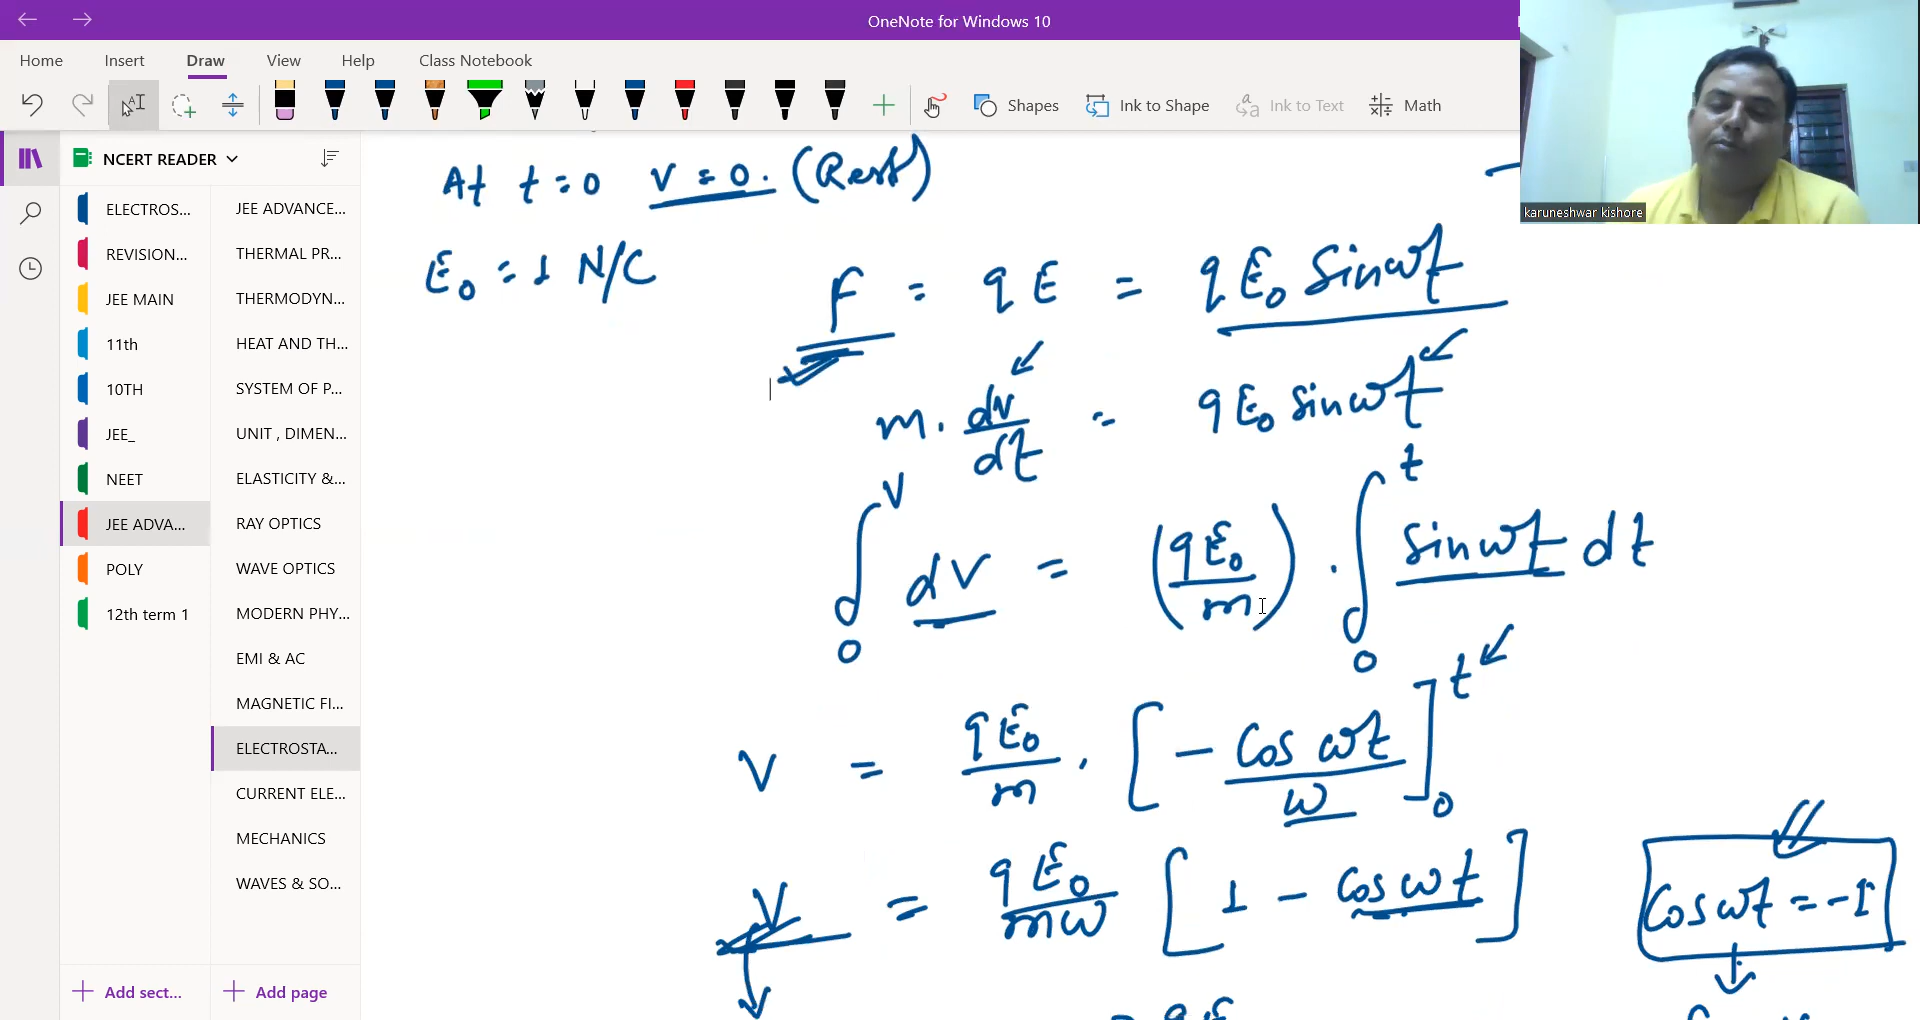 OneNote for Windows 10
Home Insert Draw View Help Class Notebook
Shapes Ink to Shape Ink to Text Math
NCERT READER
ELECTROS...
REVISION...
JEE MAIN
11th
10TH
JEE_
NEET
JEE ADVA...
POLY
12th term 1
Add sect...
JEE ADVANCE...
THERMAL PR...
THERMODYN...
HEAT AND TH...
SYSTEM OF P...
UNIT , DIMEN...
ELASTICITY &...
RAY OPTICS
WAVE OPTICS
MODERN PHY...
EMI & AC
MAGNETIC FI...
ELECTROSTA...
CURRENT ELE...
MECHANICS
WAVES & SO...
Add page
karuneshwar kishore
At t=0 v=0. (Rest)
E₀ = 1 N/C
F = qE = qE₀ Sinωt
m. dv/dt = qE₀ sinωt
∫₀ᵛ dv = (qE₀/m) . ∫₀ᵗ sinωt dt
V = qE₀/m . [- Cos ωt/ω]₀ᵗ
V = qE₀/mω [1 - Cos ωt]
Cos ωt = -1